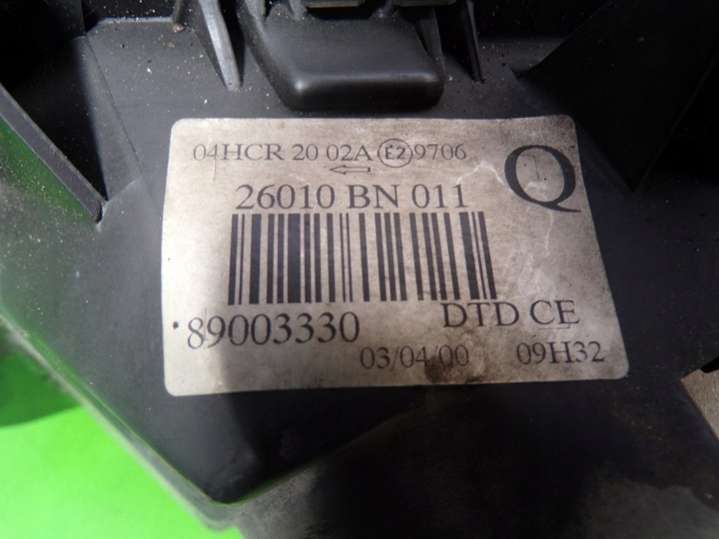 04HCR 20 02A E2 9706
Q
26010 BN 011
DTD CE
89003330
03/04/00 09H32